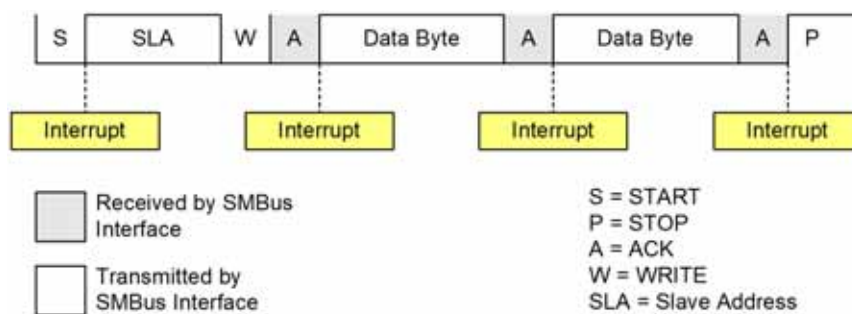 S SLA W A Data Byte A Data Byte A P
Interrupt Interrupt Interrupt Interrupt
Received by SMBus
Interface
Transmitted by
SMBus Interface
S = START
P = STOP
A = ACK
W = WRITE
SLA = Slave Address